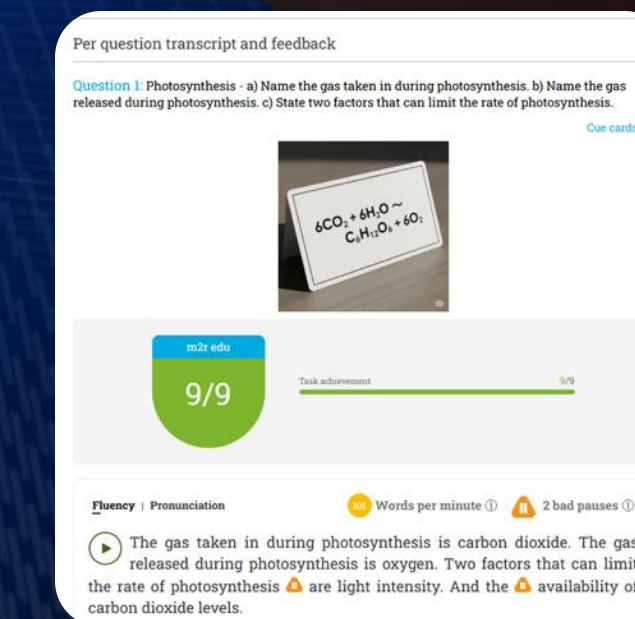 Per question transcript and feedback
Question 1: Photosynthesis - a) Name the gas taken in during photosynthesis. b) Name the gas
released during photosynthesis. c) State two factors that can limit the rate of photosynthesis.
Cue cards
6CO₂ + 6H₂O ~
C₆H₁₂O₆ + 6O₂
m2r edu
9/9
Task achievement 9/9
Fluency | Pronunciation 101 Words per minute ⓘ 2 bad pauses ⓘ
The gas taken in during photosynthesis is carbon dioxide. The gas
released during photosynthesis is oxygen. Two factors that can limit
the rate of photosynthesis are light intensity. And the availability of
carbon dioxide levels.